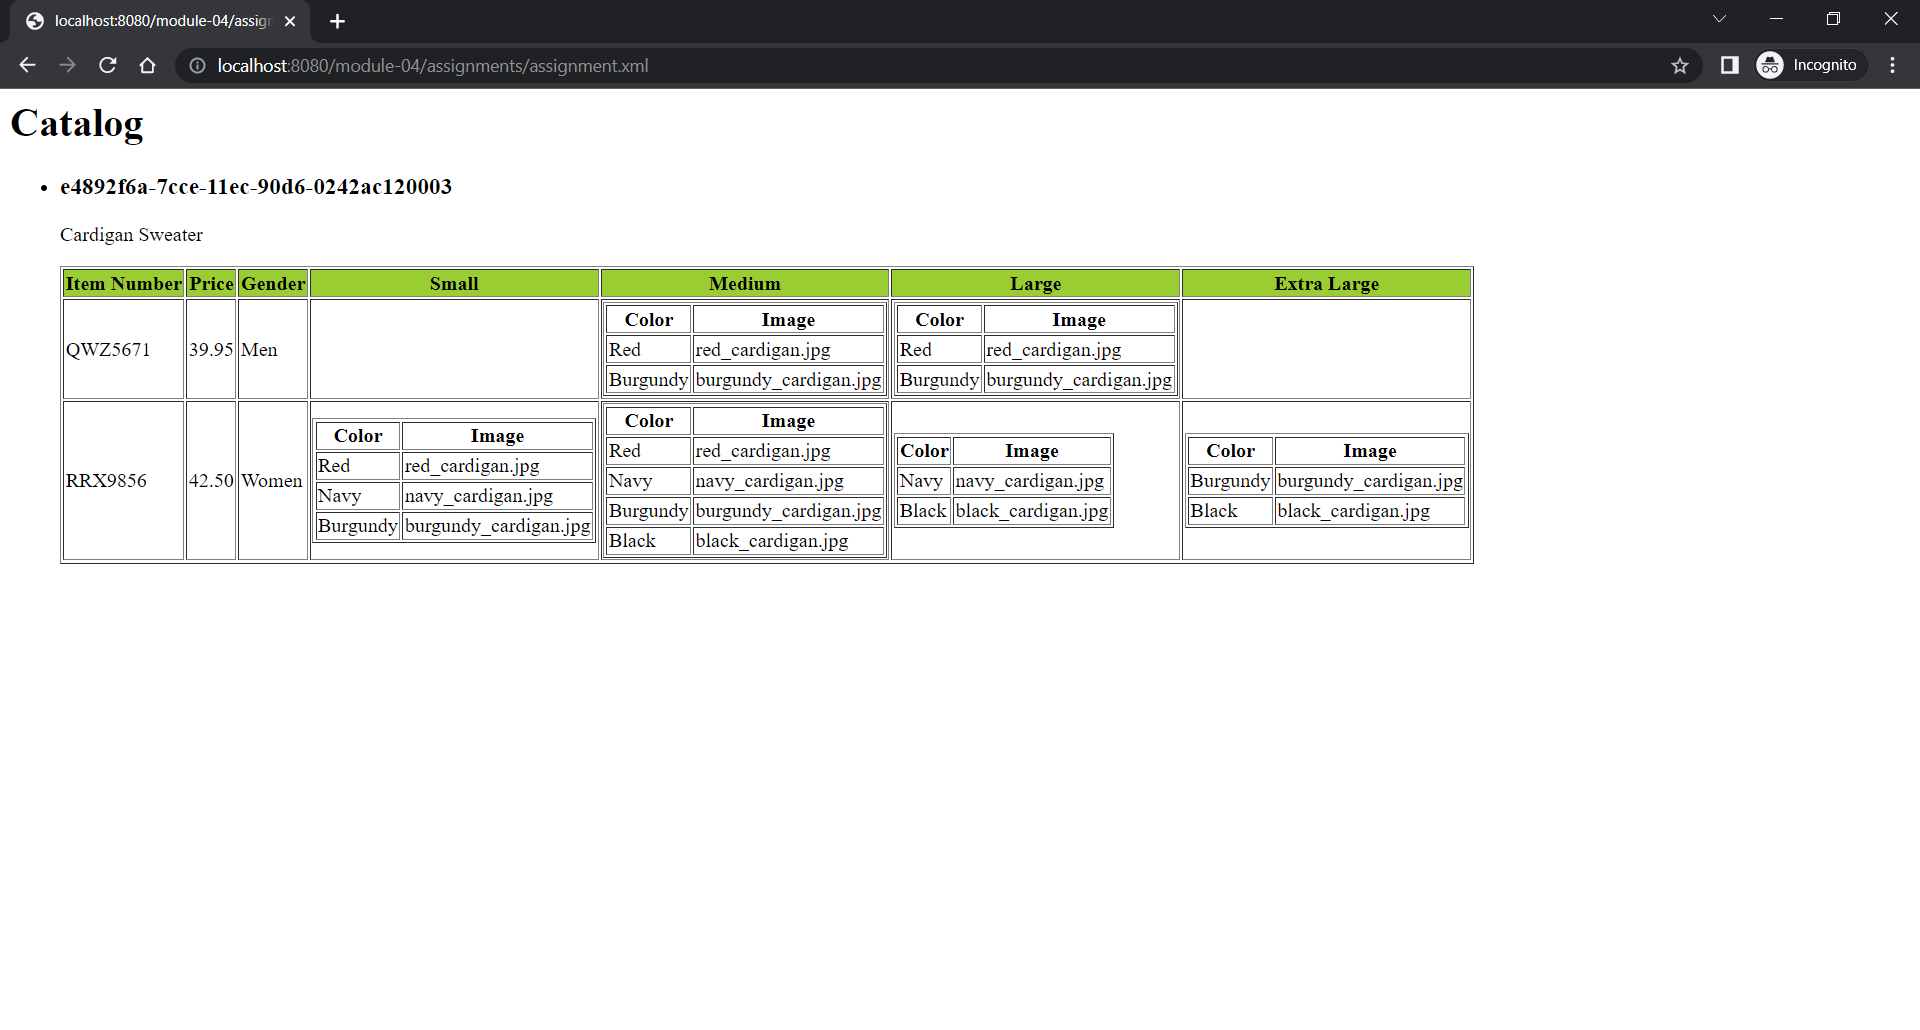 localhost:8080/module-04/assign
localhost:8080/module-04/assignments/assignment.xml
Incognito
Catalog
e4892f6a-7cce-11ec-90d6-0242ac120003
Cardigan Sweater
Item Number Price Gender Small Medium Large Extra Large
QWZ5671 39.95 Men
Color Image
Red red_cardigan.jpg
Burgundy burgundy_cardigan.jpg
Color Image
Red red_cardigan.jpg
Burgundy burgundy_cardigan.jpg
RRX9856 42.50 Women
Color Image
Red red_cardigan.jpg
Navy navy_cardigan.jpg
Burgundy burgundy_cardigan.jpg
Color Image
Red red_cardigan.jpg
Navy navy_cardigan.jpg
Burgundy burgundy_cardigan.jpg
Black black_cardigan.jpg
Color Image
Navy navy_cardigan.jpg
Black black_cardigan.jpg
Color Image
Burgundy burgundy_cardigan.jpg
Black black_cardigan.jpg